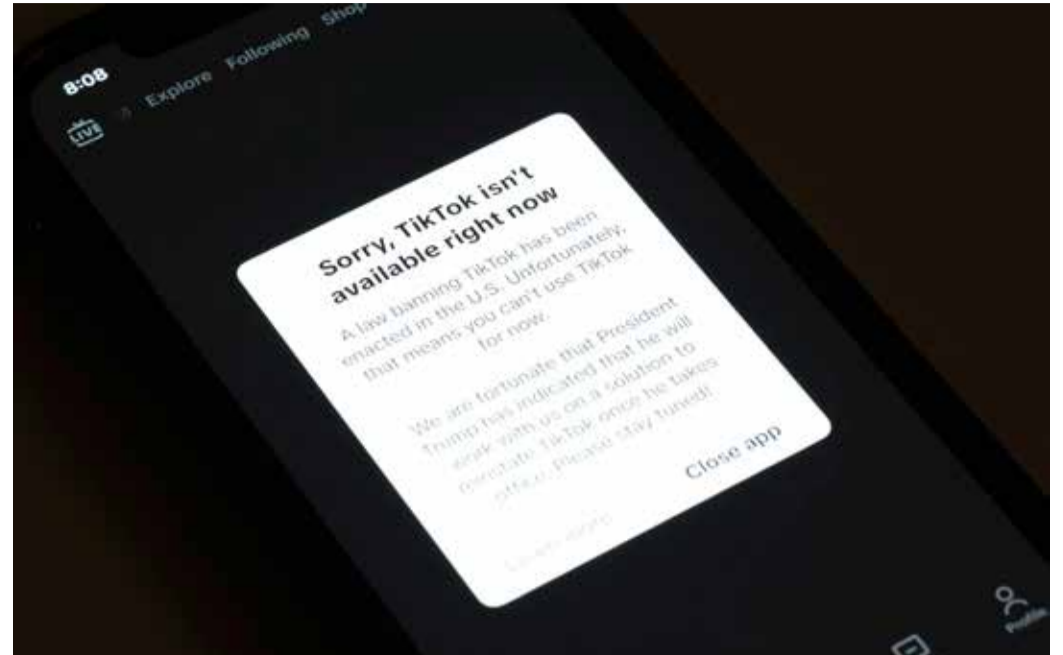 8:08
LIVE
Explore Following Shop
Sorry, TikTok isn't
available right now
A law banning TikTok has been
enacted in the U.S. Unfortunately,
that means you can't use TikTok
for now.
We are fortunate that President
Trump has indicated that he will
work with us on a solution to
reinstate TikTok once he takes
office. Please stay tuned!
Learn more
Close app
Profile